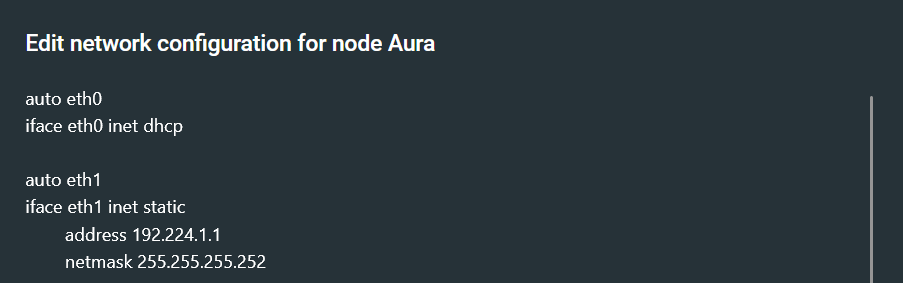 Edit network configuration for node Aura
auto eth0
iface eth0 inet dhcp
auto eth1
iface eth1 inet static
address 192.224.1.1
netmask 255.255.255.252